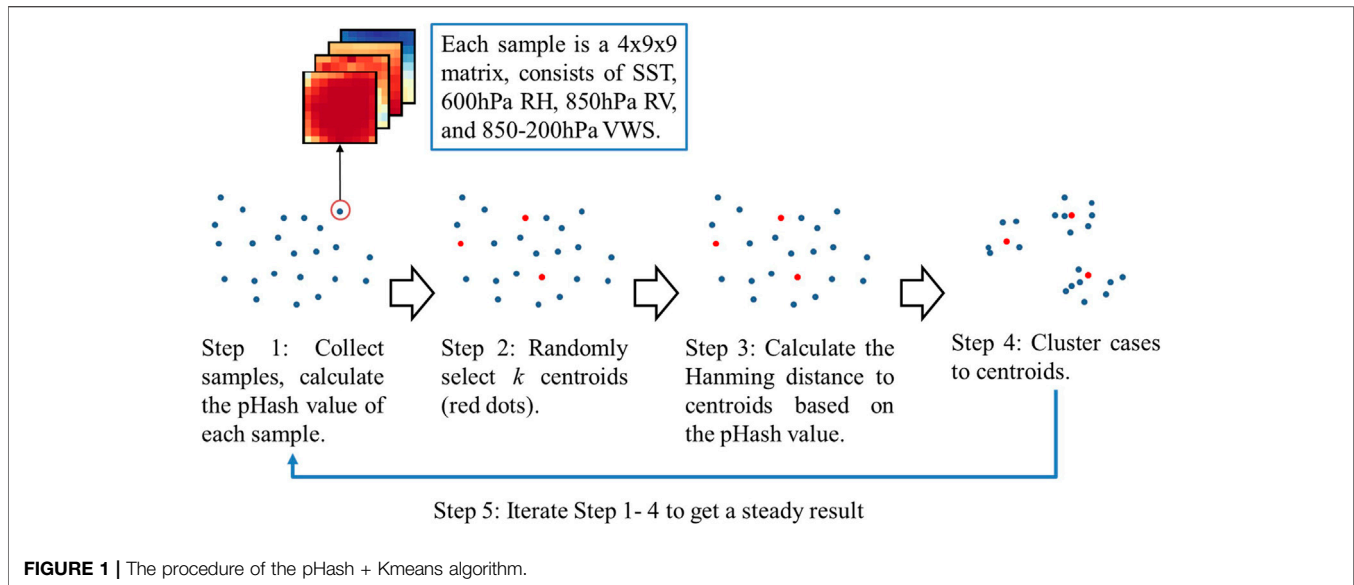 Each sample is a 4x9x9
matrix, consists of SST,
600hPa RH, 850hPa RV,
and 850-200hPa VWS.
Step 1: Collect
samples, calculate
the pHash value of
each sample.
Step 2: Randomly
select k centroids
(red dots).
Step 3: Calculate the
Hanming distance to
centroids based on
the pHash value.
Step 4: Cluster cases
to centroids.
Step 5: Iterate Step 1- 4 to get a steady result
FIGURE 1 | The procedure of the pHash + Kmeans algorithm.